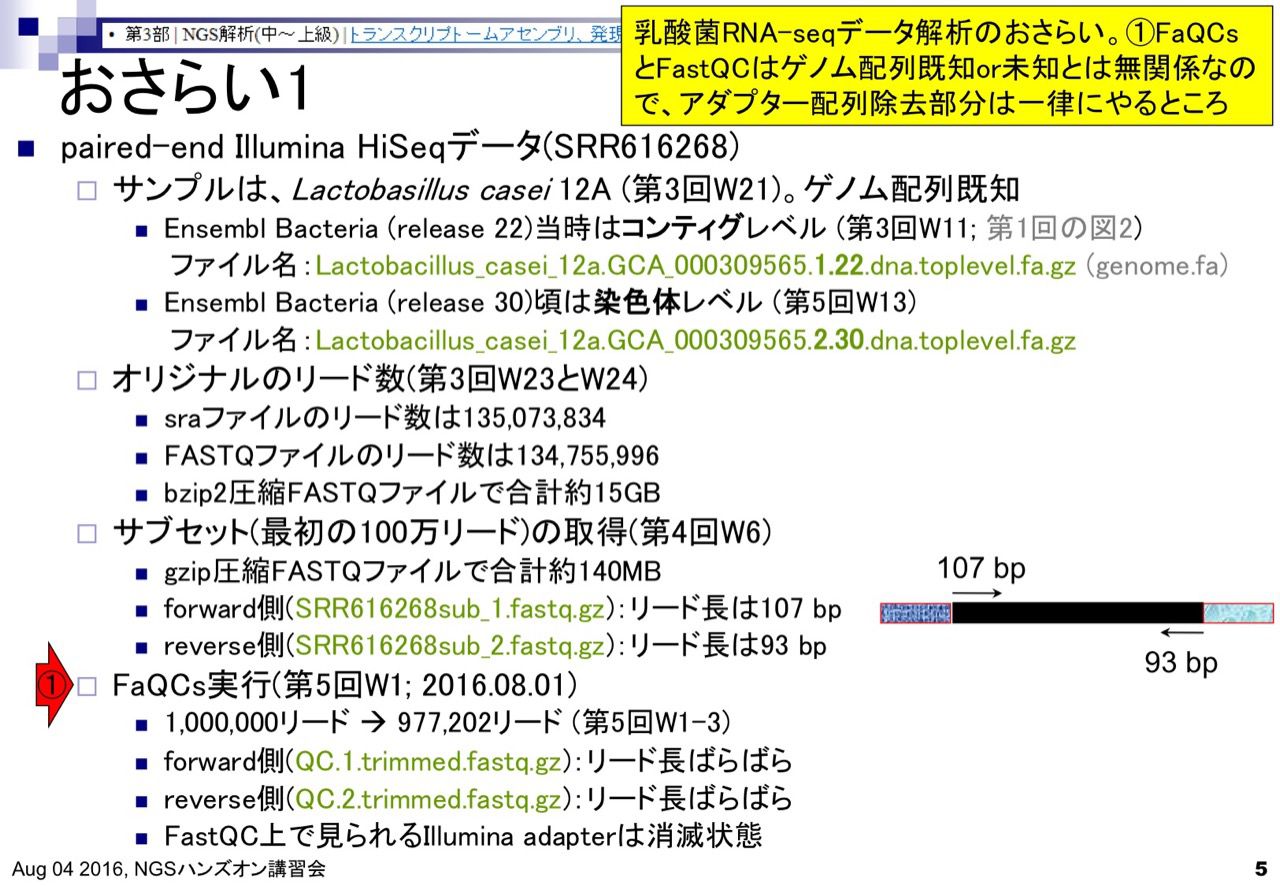 • 第3部 | NGS解析(中～上級) | トランスクリプトームアセンブリ、発現
乳酸菌RNA-seqデータ解析のおさらい。①FaQCs
とFastQCはゲノム配列既知or未知とは無関係なの
で、アダプター配列除去部分は一律にやるところ
おさらい1
paired-end Illumina HiSeqデータ(SRR616268)
サンプルは、Lactobasillus casei 12A (第3回W21)。ゲノム配列既知
Ensembl Bacteria (release 22)当時はコンティグレベル (第3回W11; 第1回の図2)
ファイル名：Lactobacillus_casei_12a.GCA_000309565.1.22.dna.toplevel.fa.gz (genome.fa)
Ensembl Bacteria (release 30)頃は染色体レベル (第5回W13)
ファイル名：Lactobacillus_casei_12a.GCA_000309565.2.30.dna.toplevel.fa.gz
オリジナルのリード数(第3回W23とW24)
sraファイルのリード数は135,073,834
FASTQファイルのリード数は134,755,996
bzip2圧縮FASTQファイルで合計約15GB
サブセット(最初の100万リード)の取得(第4回W6)
gzip圧縮FASTQファイルで合計約140MB
forward側(SRR616268sub_1.fastq.gz)：リード長は107 bp
reverse側(SRR616268sub_2.fastq.gz)：リード長は93 bp
107 bp
93 bp
①
FaQCs実行(第5回W1; 2016.08.01)
1,000,000リード → 977,202リード (第5回W1-3)
forward側(QC.1.trimmed.fastq.gz)：リード長ばらばら
reverse側(QC.2.trimmed.fastq.gz)：リード長ばらばら
FastQC上で見られるIllumina adapterは消滅状態
Aug 04 2016, NGSハンズオン講習会
5